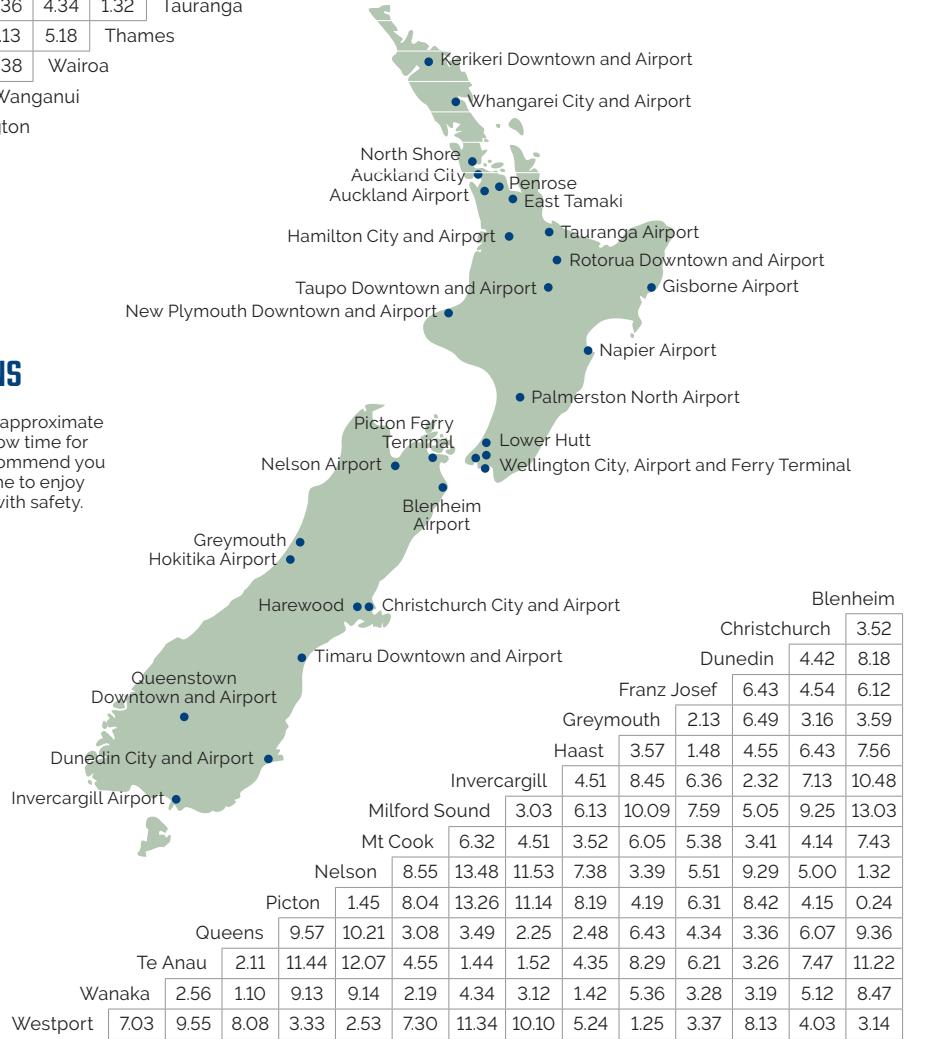 .36 4.34 1.32 Tauranga
.13 5.18 Thames
.38 Wairoa
Wanganui
gton
Kerikeri Downtown and Airport
Whangarei City and Airport
North Shore
Auckland City
Auckland Airport
Penrose
East Tamaki
Hamilton City and Airport
Tauranga Airport
Rotorua Downtown and Airport
Taupo Downtown and Airport
Gisborne Airport
New Plymouth Downtown and Airport
Napier Airport
NS
approximate
ow time for
ommend you
ne to enjoy
with safety.
Palmerston North Airport
Picton Ferry
Terminal
Lower Hutt
Nelson Airport
Wellington City, Airport and Ferry Terminal
Blenheim
Airport
Greymouth
Hokitika Airport
Harewood
Christchurch City and Airport
Timaru Downtown and Airport
Queenstown
Downtown and Airport
Dunedin City and Airport
Invercargill Airport
Blenheim
Christchurch 3.52
Dunedin 4.42 8.18
Franz Josef 6.43 4.54 6.12
Greymouth 2.13 6.49 3.16 3.59
Haast 3.57 1.48 4.55 6.43 7.56
Invercargill 4.51 8.45 6.36 2.32 7.13 10.48
Milford Sound 3.03 6.13 10.09 7.59 5.05 9.25 13.03
Mt Cook 6.32 4.51 3.52 6.05 5.38 3.41 4.14 7.43
Nelson 8.55 13.48 11.53 7.38 3.39 5.51 9.29 5.00 1.32
Picton 1.45 8.04 13.26 11.14 8.19 4.19 6.31 8.42 4.15 0.24
Queens 9.57 10.21 3.08 3.49 2.25 2.48 6.43 4.34 3.36 6.07 9.36
Te Anau 2.11 11.44 12.07 4.55 1.44 1.52 4.35 8.29 6.21 3.26 7.47 11.22
Wanaka 2.56 1.10 9.13 9.14 2.19 4.34 3.12 1.42 5.36 3.28 3.19 5.12 8.47
Westport 7.03 9.55 8.08 3.33 2.53 7.30 11.34 10.10 5.24 1.25 3.37 8.13 4.03 3.14